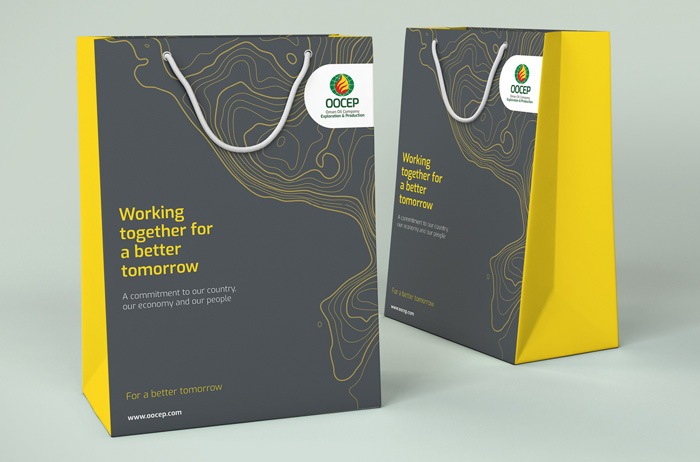 OOCEP
Oman Oil Company
Exploration & Production
Working
together for
a better
tomorrow
A commitment to our country,
our economy and our people
For a better tomorrow
www.oocep.com
OOCEP
Oman Oil Company
Exploration & Production
Working
together for
a better
tomorrow
A commitment to our country,
our economy and our people
For a better tomorrow
www.oocep.com